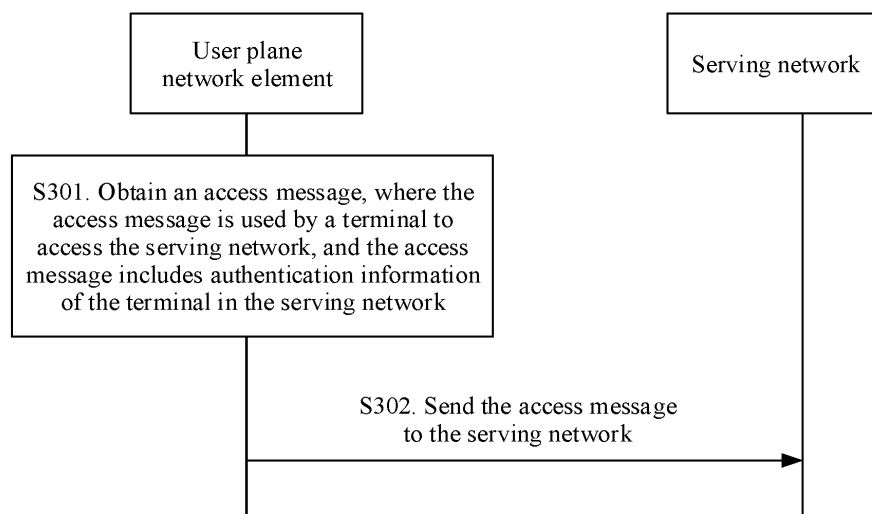 User plane
network element
Serving network
S301. Obtain an access message, where the
access message is used by a terminal to
access the serving network, and the access
message includes authentication information
of the terminal in the serving network
S302. Send the access message
to the serving network